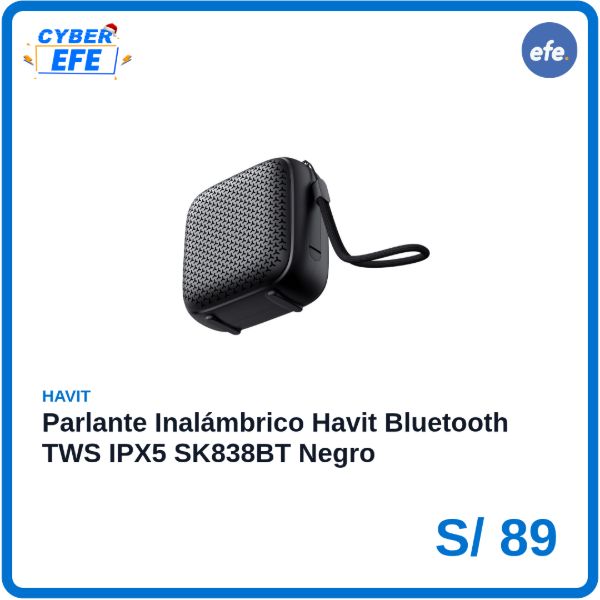 CYBER
EFE
efe.
HAVIT
Parlante Inalámbrico Havit Bluetooth
TWS IPX5 SK838BT Negro
S/ 89